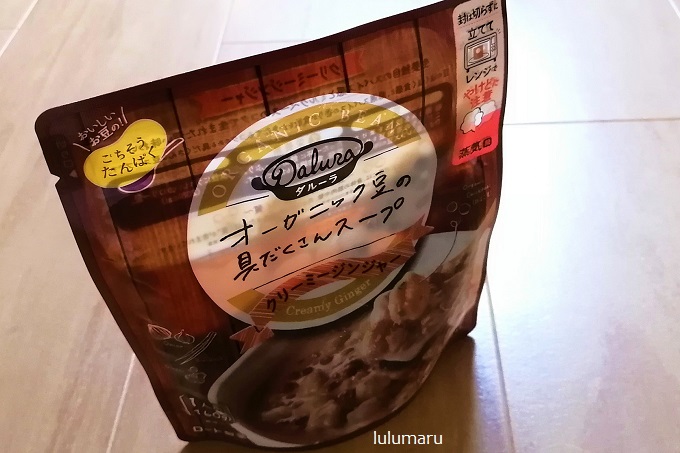 封は切らずに
立てて
レンジで
やけどに
注意
蒸気口
おいしい
お豆の!
ごちそう
たんぱく
ORGANIC BEAN
Dalura
ダルーラ
オーガニック豆の
具だくさんスープ
クリーミージンジャー
Creamy Ginger
lulumaru